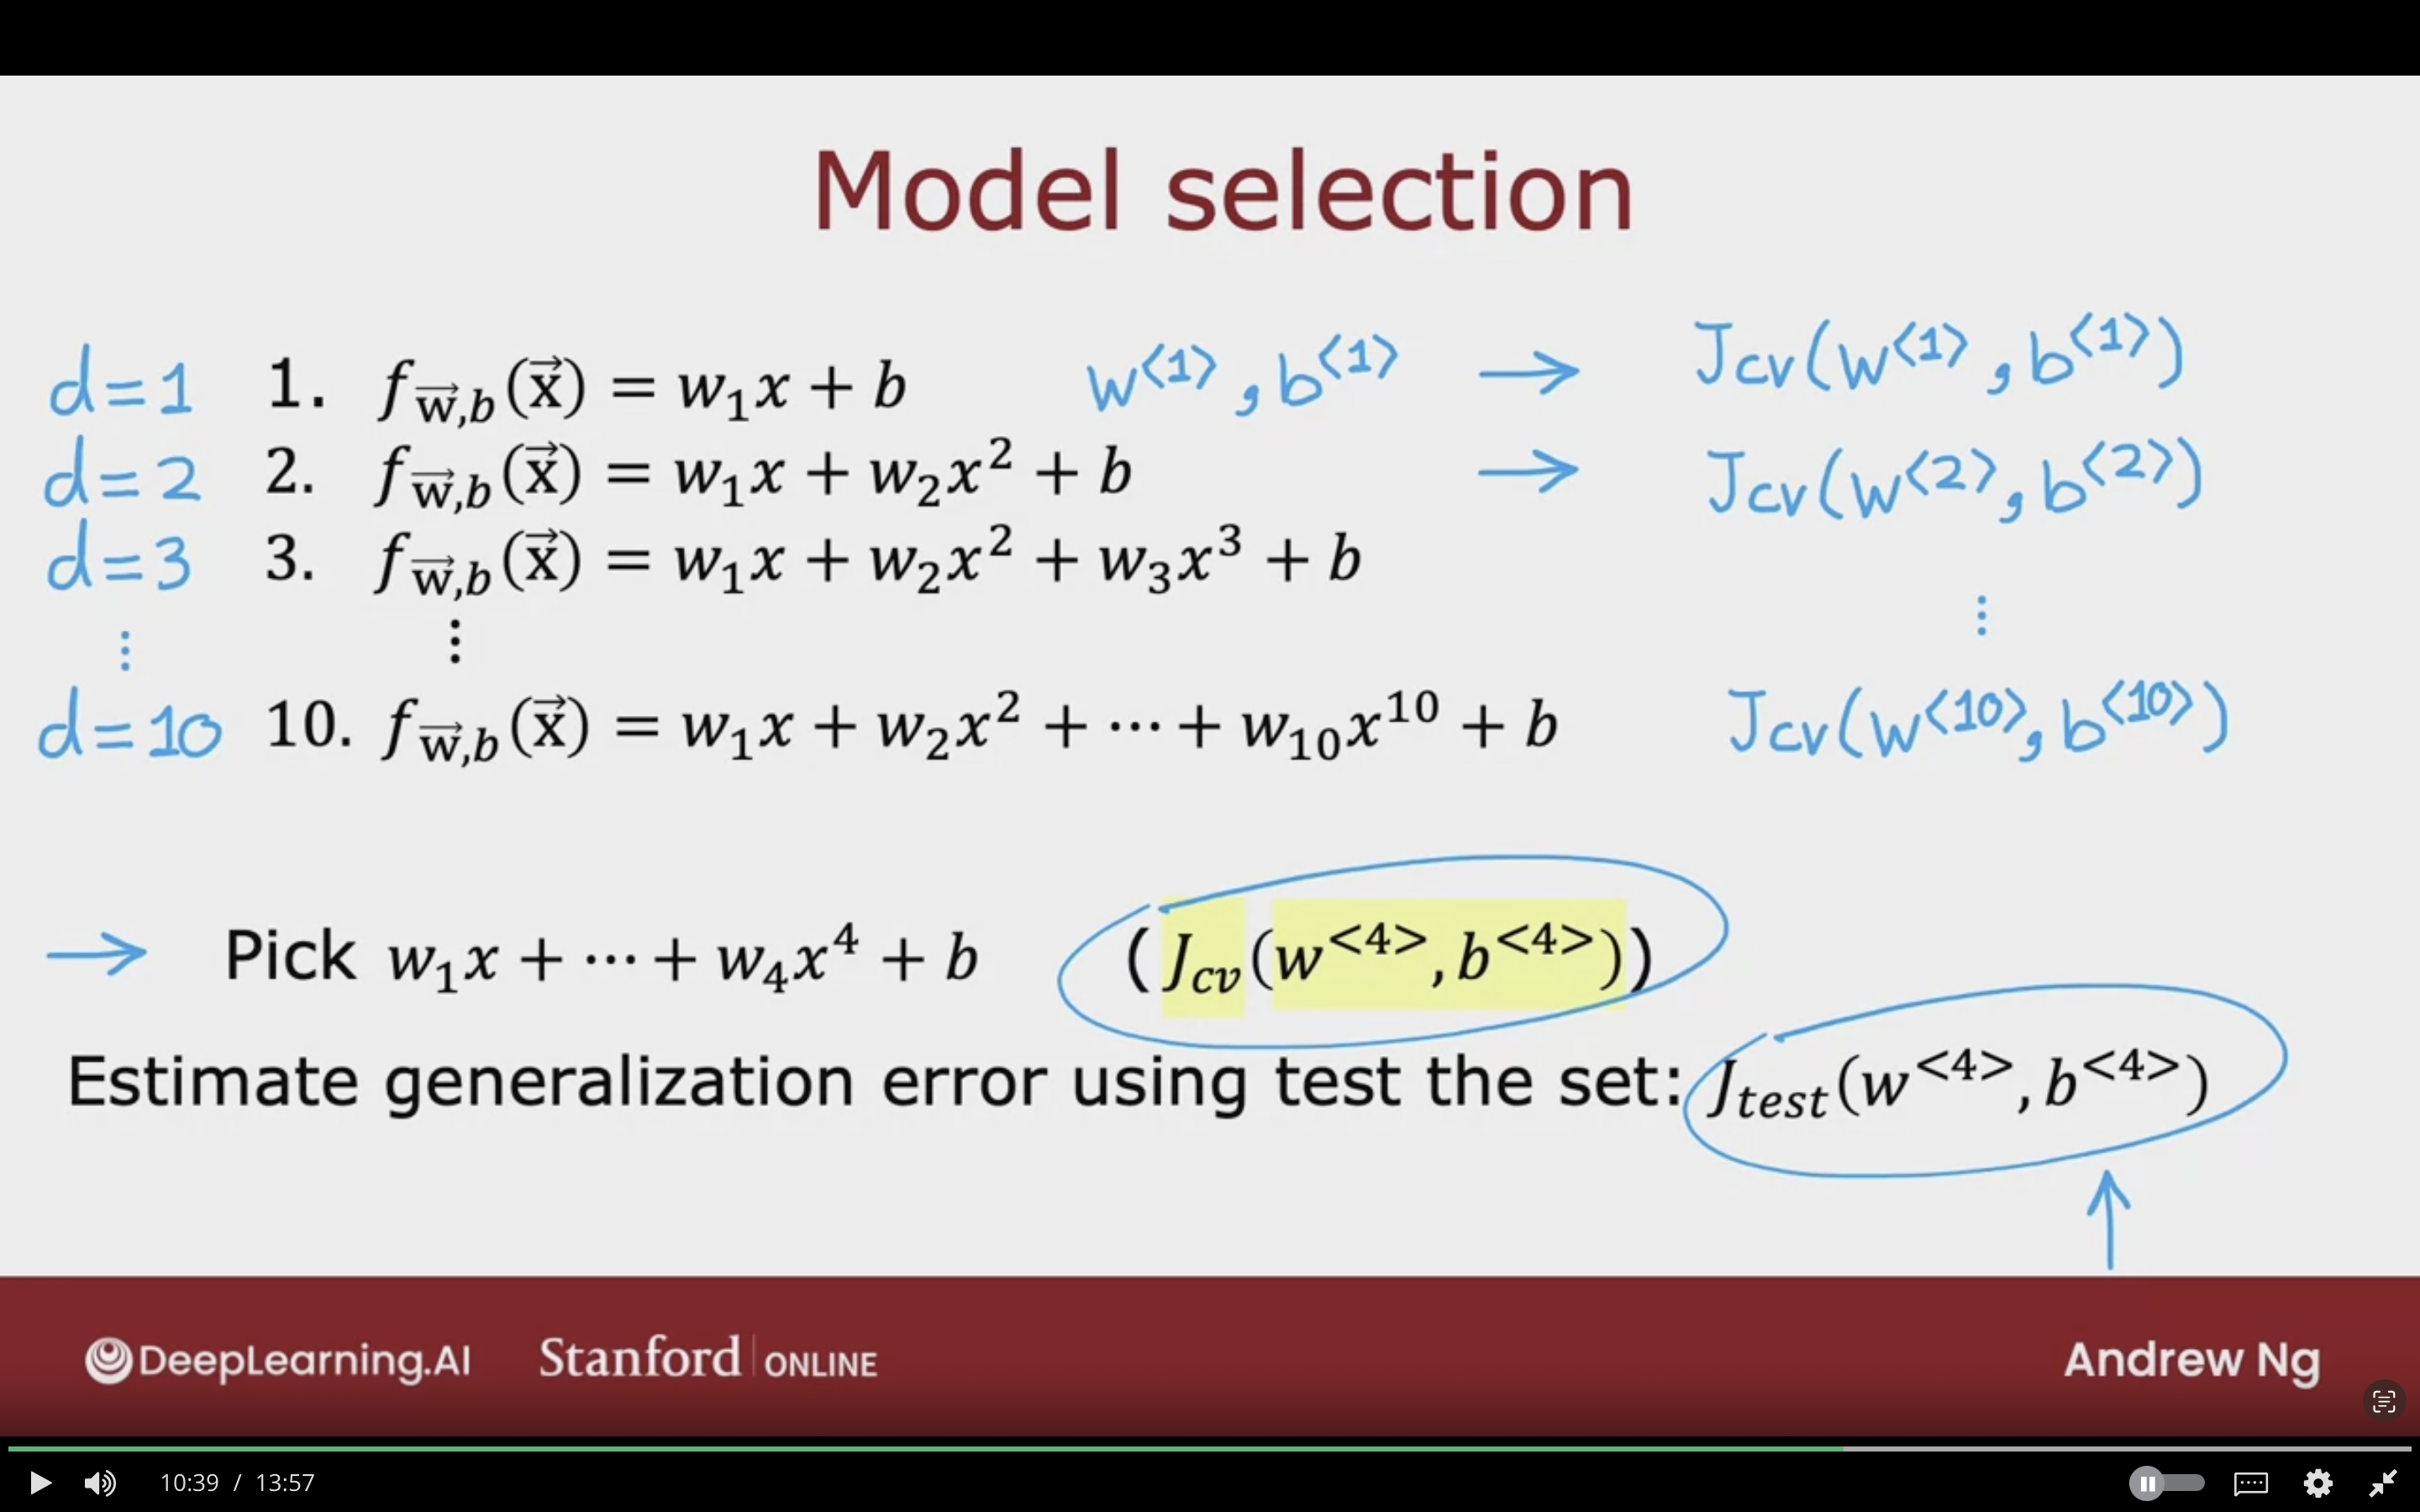 Model selection
d=1 1. f_{\vec{w},b}(\vec{x}) = w_1x + b w^{<1>}, b^{<1>} → J_{cv}(w^{<1>}, b^{<1>})
d=2 2. f_{\vec{w},b}(\vec{x}) = w_1x + w_2x^2 + b → J_{cv}(w^{<2>}, b^{<2>})
d=3 3. f_{\vec{w},b}(\vec{x}) = w_1x + w_2x^2 + w_3x^3 + b
⋮ ⋮ ⋮
d=10 10. f_{\vec{w},b}(\vec{x}) = w_1x + w_2x^2 + ⋯ + w_{10}x^{10} + b J_{cv}(w^{<10>}, b^{<10>})
→ Pick w_1x + ⋯ + w_4x^4 + b (J_{cv}(w^{<4>}, b^{<4>}))
Estimate generalization error using test the set: J_{test}(w^{<4>}, b^{<4>})
DeepLearning.AI Stanford | ONLINE Andrew Ng
10:39 / 13:57